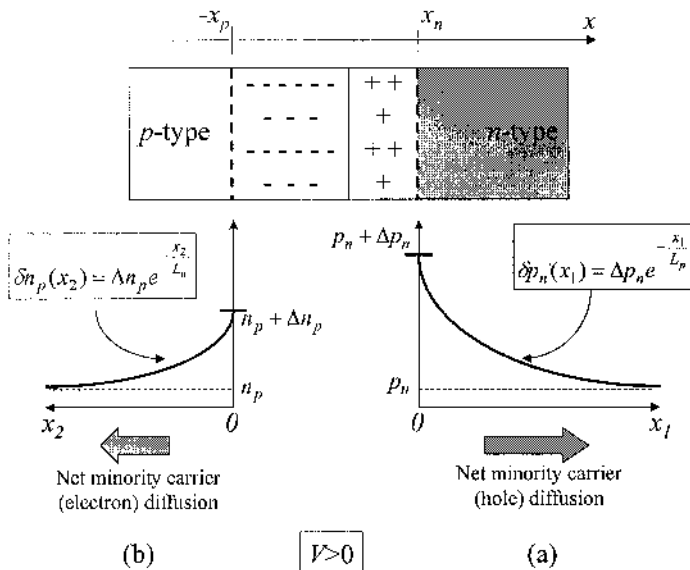 -x_p x_n x
p-type - - - - - - + + n-type
- - - - +
- - - - - - + +
- - - - +
δn_p(x_2) = Δn_p e^{-x_2/L_n}
p_n + Δp_n
δp_n(x_1) = Δp_n e^{-x_1/L_p}
n_p + Δn_p
n_p
p_n
x_2 0
0 x_1
Net minority carrier
(electron) diffusion
Net minority carrier
(hole) diffusion
(b) V>0 (a)